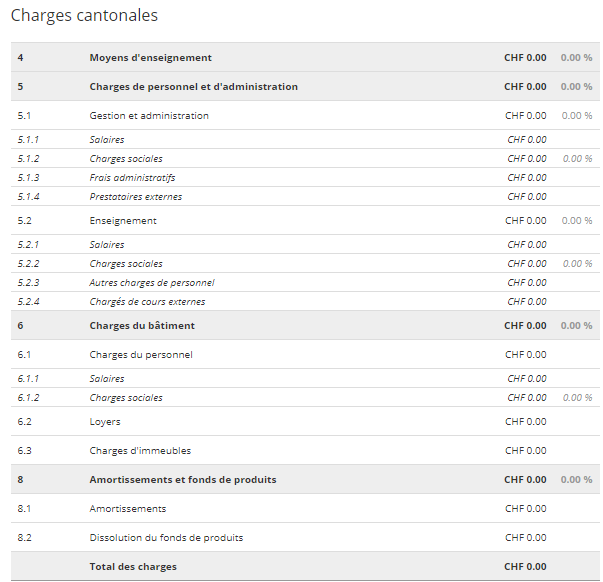 Charges cantonales
4 Moyens d'enseignement CHF 0.00 0.00 %
5 Charges de personnel et d'administration CHF 0.00 0.00 %
5.1 Gestion et administration CHF 0.00 0.00 %
5.1.1 Salaires CHF 0.00
5.1.2 Charges sociales CHF 0.00 0.00 %
5.1.3 Frais administratifs CHF 0.00
5.1.4 Prestataires externes CHF 0.00
5.2 Enseignement CHF 0.00 0.00 %
5.2.1 Salaires CHF 0.00
5.2.2 Charges sociales CHF 0.00 0.00 %
5.2.3 Autres charges de personnel CHF 0.00
5.2.4 Chargés de cours externes CHF 0.00
6 Charges du bâtiment CHF 0.00 0.00 %
6.1 Charges du personnel CHF 0.00
6.1.1 Salaires CHF 0.00
6.1.2 Charges sociales CHF 0.00 0.00 %
6.2 Loyers CHF 0.00
6.3 Charges d'immeubles CHF 0.00
8 Amortissements et fonds de produits CHF 0.00 0.00 %
8.1 Amortissements CHF 0.00
8.2 Dissolution du fonds de produits CHF 0.00
Total des charges CHF 0.00